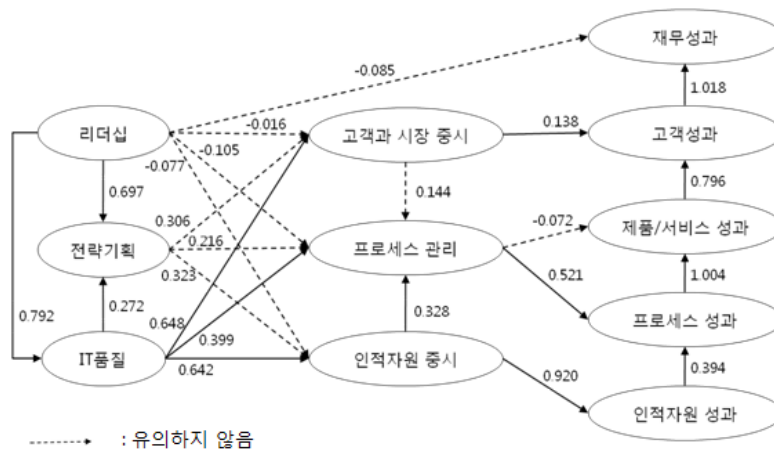 재무성과
-0.085
1.018
리더십
-0.016
고객과 시장 중시
0.138
고객성과
-0.077
-0.105
0.697
0.144
0.796
0.306
전략기획
0.216
프로세스 관리
-0.072
제품/서비스 성과
0.323
0.521
1.004
0.272
0.792
0.648
0.328
프로세스 성과
0.399
IT품질
0.642
인적자원 중시
0.920
0.394
인적자원 성과
: 유의하지 않음